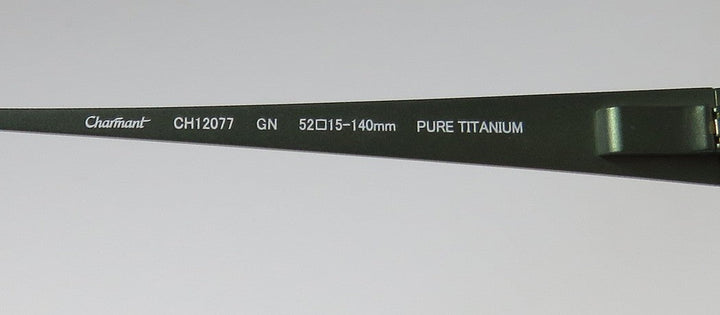 Charmant CH12077 GN 52□15-140mm PURE TITANIUM